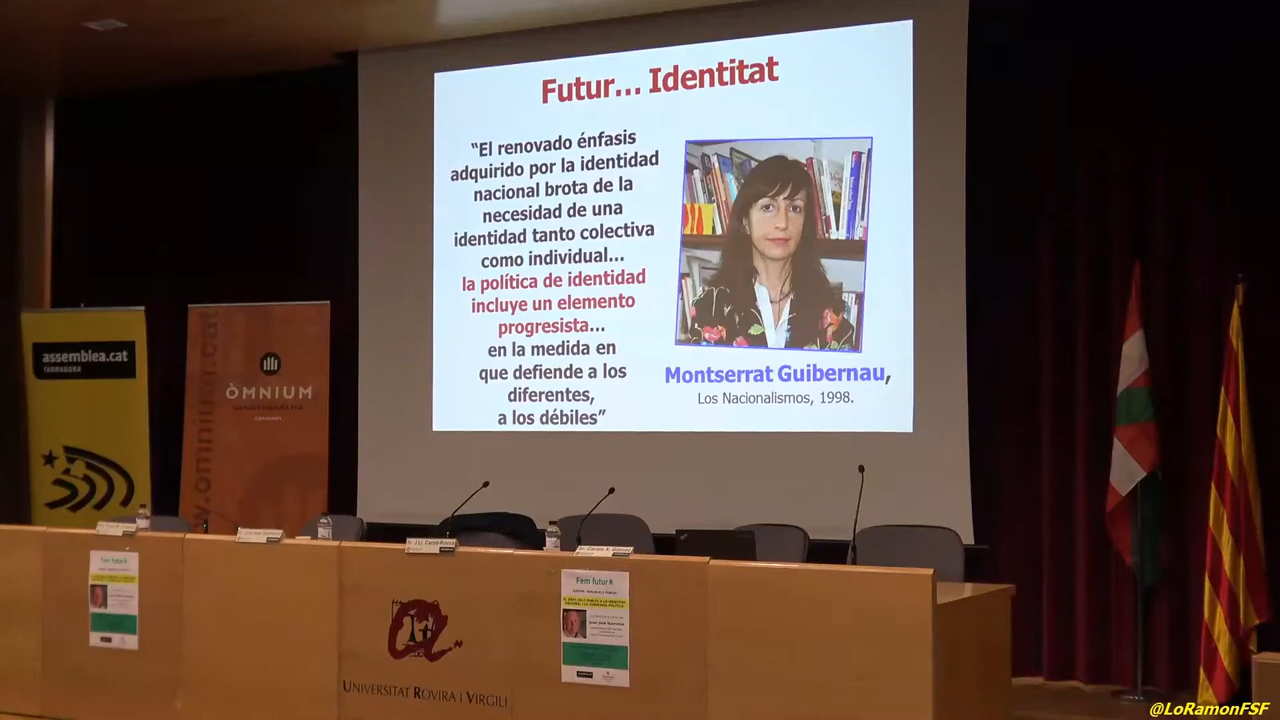 Futur... Identitat
“El renovado énfasis
adquirido por la identidad
nacional brota de la
necesidad de una
identidad tanto colectiva
como individual...
la política de identidad
incluye un elemento
progresista...
en la medida en
que defiende a los
diferentes,
a los débiles”
Montserrat Guibernau,
Los Nacionalismos, 1998.
assemblea.cat
TARRAGONA
òmnium.cat
ÒMNIUM
Fem futur
Fem futur
UNIVERSITAT ROVIRA I VIRGILI
@LoRamonFSF